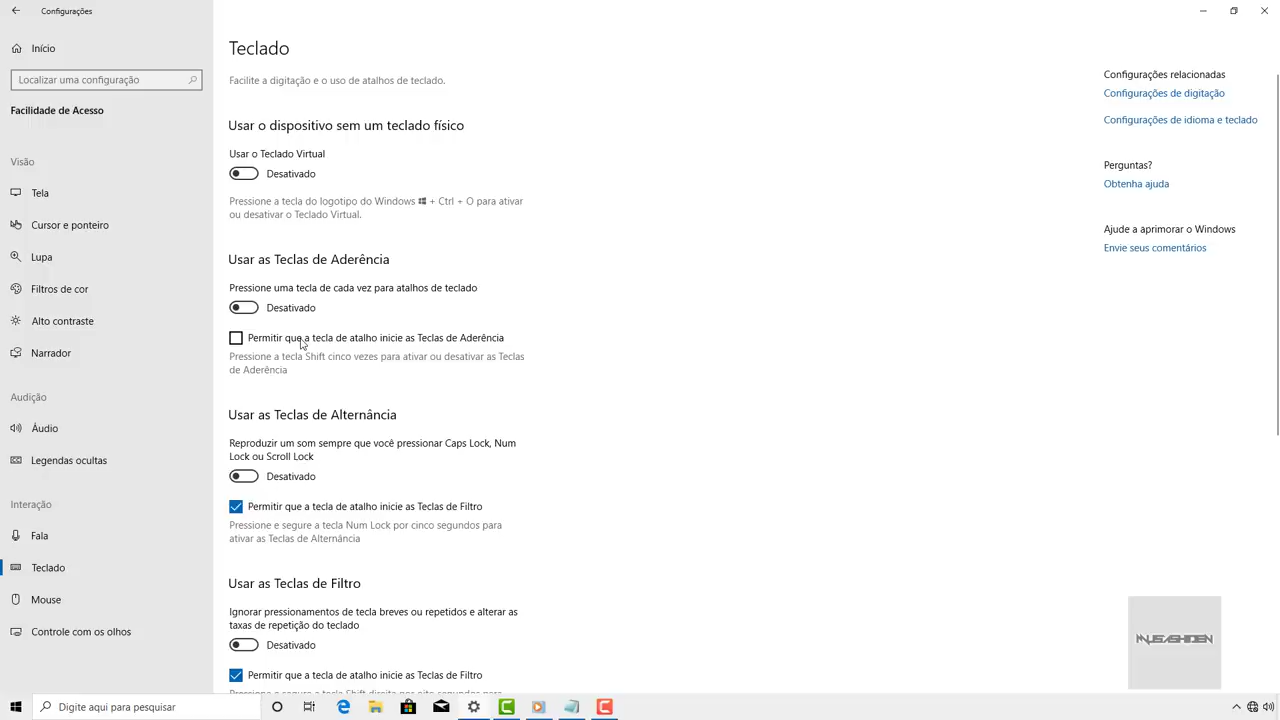 Configurações
Início
Localizar uma configuração
Facilidade de Acesso
Visão
Tela
Cursor e ponteiro
Lupa
Filtros de cor
Alto contraste
Narrador
Audição
Áudio
Legendas ocultas
Interação
Fala
Teclado
Mouse
Controle com os olhos
Teclado
Facilite a digitação e o uso de atalhos de teclado.
Usar o dispositivo sem um teclado físico
Usar o Teclado Virtual
Desativado
Pressione a tecla do logotipo do Windows + Ctrl + O para ativar
ou desativar o Teclado Virtual.
Usar as Teclas de Aderência
Pressione uma tecla de cada vez para atalhos de teclado
Desativado
Permitir que a tecla de atalho inicie as Teclas de Aderência
Pressione a tecla Shift cinco vezes para ativar ou desativar as Teclas
de Aderência
Usar as Teclas de Alternância
Reproduzir um som sempre que você pressionar Caps Lock, Num
Lock ou Scroll Lock
Desativado
Permitir que a tecla de atalho inicie as Teclas de Filtro
Pressione e segure a tecla Num Lock por cinco segundos para
ativar as Teclas de Alternância
Usar as Teclas de Filtro
Ignorar pressionamentos de tecla breves ou repetidos e alterar as
taxas de repetição do teclado
Desativado
Permitir que a tecla de atalho inicie as Teclas de Filtro
Pressione e segure a tecla Shift direita por oito segundos para
Configurações relacionadas
Configurações de digitação
Configurações de idioma e teclado
Perguntas?
Obtenha ajuda
Ajude a aprimorar o Windows
Envie seus comentários
Digite aqui para pesquisar